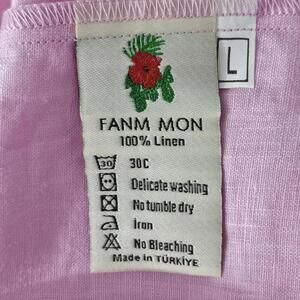 L
FANM MON
100% Linen
30 30C
Delicate washing
No tumble dry
Iron
No Bleaching
Made in TÜRKİYE